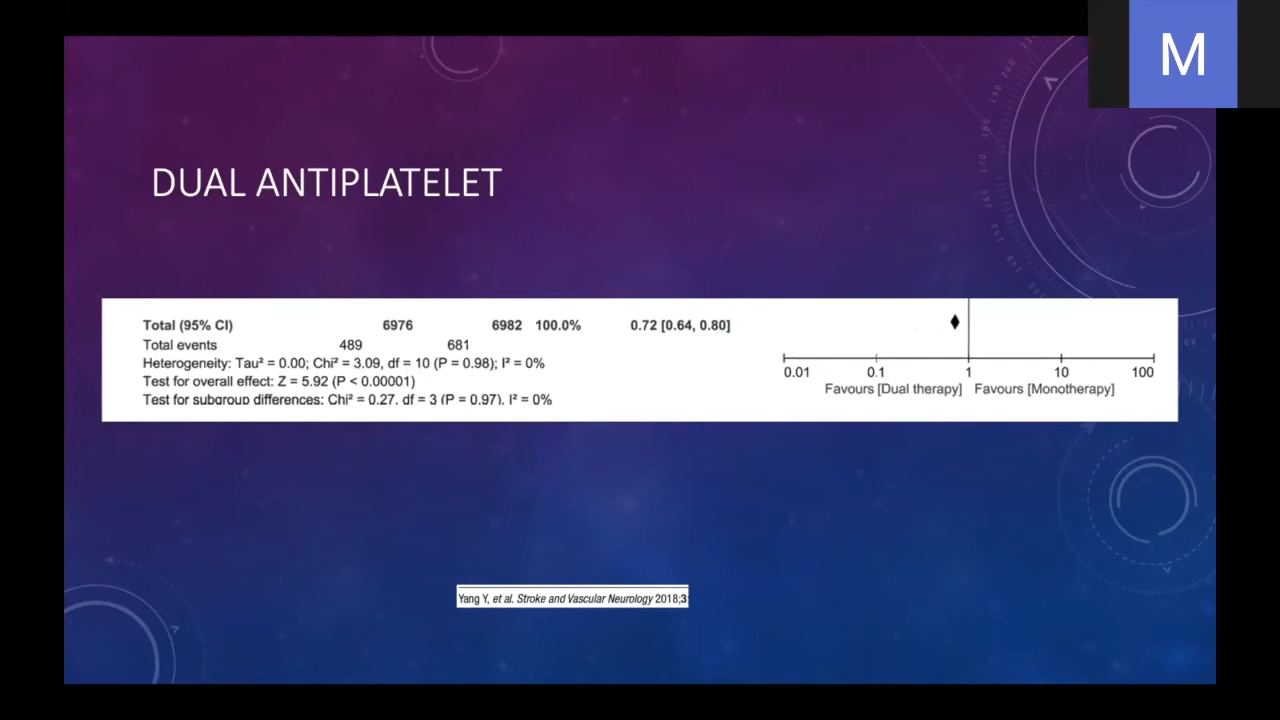 M
DUAL ANTIPLATELET
Total (95% CI) 6976 6982 100.0% 0.72 [0.64, 0.80]
Total events 489 681
Heterogeneity: Tau² = 0.00; Chi² = 3.09, df = 10 (P = 0.98); I² = 0%
Test for overall effect: Z = 5.92 (P < 0.00001)
Test for subgroup differences: Chi² = 0.27, df = 3 (P = 0.97), I² = 0%
0.01 0.1 1 10 100
Favours [Dual therapy] Favours [Monotherapy]
Yang Y, et al. Stroke and Vascular Neurology 2018;3: